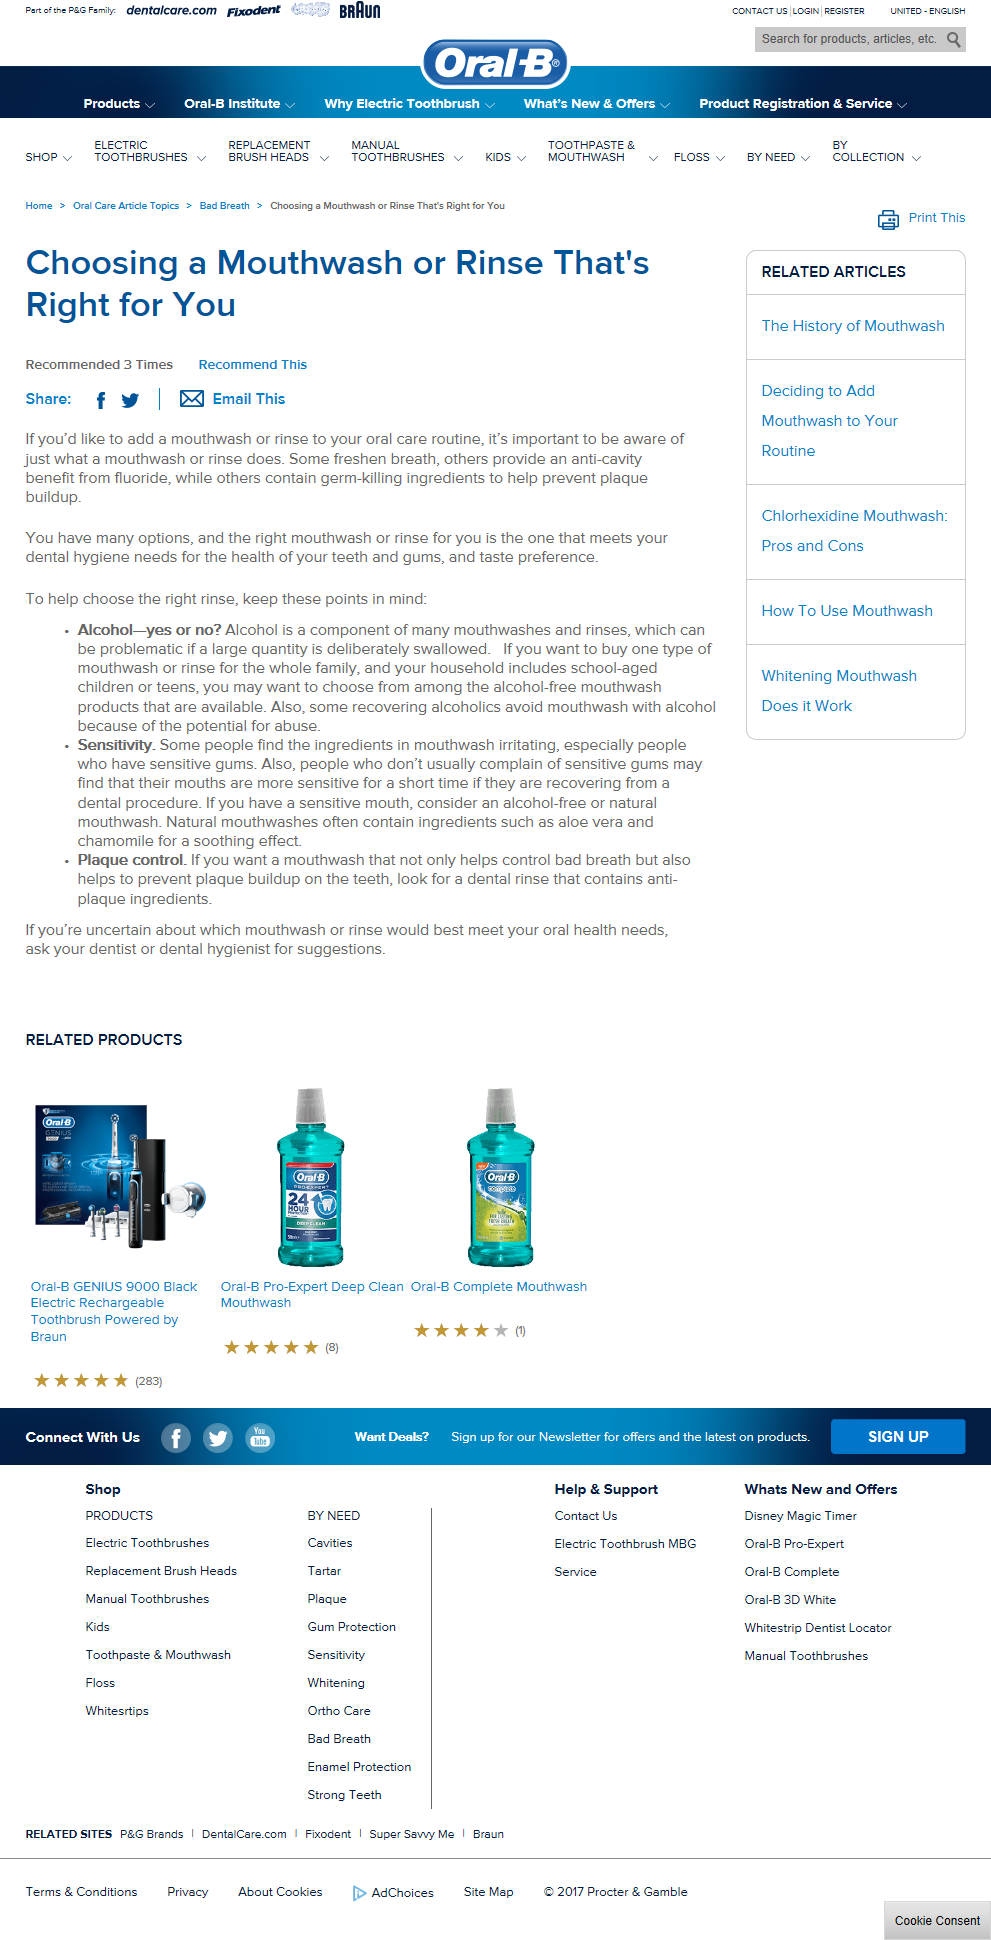 Part of the P&G Family: dentalcare.com Fixodent BRAUN
CONTACT US | LOGIN | REGISTER UNITED - ENGLISH
Search for products, articles, etc.
Oral-B®
Products Oral-B Institute Why Electric Toothbrush What's New & Offers Product Registration & Service
SHOP
ELECTRIC
TOOTHBRUSHES
REPLACEMENT
BRUSH HEADS
MANUAL
TOOTHBRUSHES
KIDS
TOOTHPASTE &
MOUTHWASH
FLOSS
BY NEED
BY
COLLECTION
Home > Oral Care Article Topics > Bad Breath > Choosing a Mouthwash or Rinse That's Right for You
Print This
Choosing a Mouthwash or Rinse That's
Right for You
Recommended 3 Times Recommend This
Share: Email This
If you'd like to add a mouthwash or rinse to your oral care routine, it's important to be aware of
just what a mouthwash or rinse does. Some freshen breath, others provide an anti-cavity
benefit from fluoride, while others contain germ-killing ingredients to help prevent plaque
buildup.
You have many options, and the right mouthwash or rinse for you is the one that meets your
dental hygiene needs for the health of your teeth and gums, and taste preference.
To help choose the right rinse, keep these points in mind:
• Alcohol—yes or no? Alcohol is a component of many mouthwashes and rinses, which can
be problematic if a large quantity is deliberately swallowed. If you want to buy one type of
mouthwash or rinse for the whole family, and your household includes school-aged
children or teens, you may want to choose from among the alcohol-free mouthwash
products that are available. Also, some recovering alcoholics avoid mouthwash with alcohol
because of the potential for abuse.
• Sensitivity. Some people find the ingredients in mouthwash irritating, especially people
who have sensitive gums. Also, people who don't usually complain of sensitive gums may
find that their mouths are more sensitive for a short time if they are recovering from a
dental procedure. If you have a sensitive mouth, consider an alcohol-free or natural
mouthwash. Natural mouthwashes often contain ingredients such as aloe vera and
chamomile for a soothing effect.
• Plaque control. If you want a mouthwash that not only helps control bad breath but also
helps to prevent plaque buildup on the teeth, look for a dental rinse that contains anti-
plaque ingredients.
If you're uncertain about which mouthwash or rinse would best meet your oral health needs,
ask your dentist or dental hygienist for suggestions.
RELATED ARTICLES
The History of Mouthwash
Deciding to Add
Mouthwash to Your
Routine
Chlorhexidine Mouthwash:
Pros and Cons
How To Use Mouthwash
Whitening Mouthwash
Does it Work
RELATED PRODUCTS
Oral-B
GENIUS
Oral-B
PRO-EXPERT
24
HOUR
DEEP CLEAN
Oral-B
complete
FRESH BREATH
Oral-B GENIUS 9000 Black
Electric Rechargeable
Toothbrush Powered by
Braun
(283)
Oral-B Pro-Expert Deep Clean
Mouthwash
(8)
Oral-B Complete Mouthwash
(1)
Connect With Us
You
Tube
Want Deals? Sign up for our Newsletter for offers and the latest on products.
SIGN UP
Shop
PRODUCTS
Electric Toothbrushes
Replacement Brush Heads
Manual Toothbrushes
Kids
Toothpaste & Mouthwash
Floss
Whitesrtips
BY NEED
Cavities
Tartar
Plaque
Gum Protection
Sensitivity
Whitening
Ortho Care
Bad Breath
Enamel Protection
Strong Teeth
Help & Support
Contact Us
Electric Toothbrush MBG
Service
Whats New and Offers
Disney Magic Timer
Oral-B Pro-Expert
Oral-B Complete
Oral-B 3D White
Whitestrip Dentist Locator
Manual Toothbrushes
RELATED SITES P&G Brands | DentalCare.com | Fixodent | Super Savvy Me | Braun
Terms & Conditions Privacy About Cookies AdChoices Site Map © 2017 Procter & Gamble
Cookie Consent